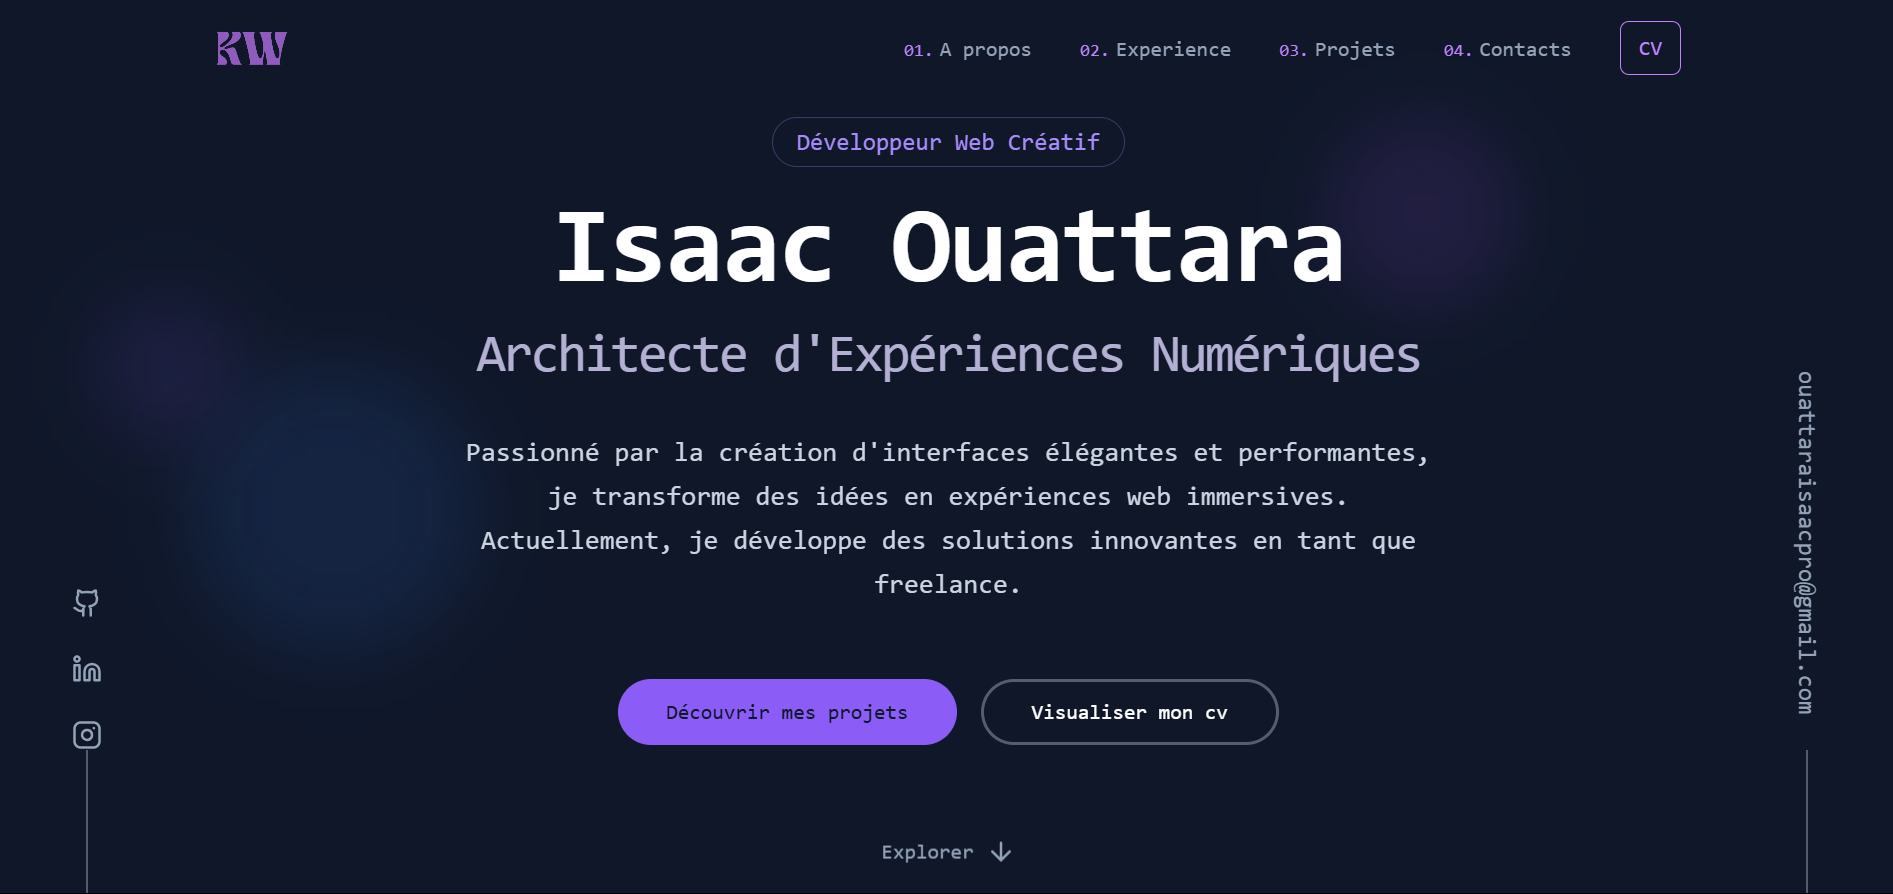 KW
01. A propos
02. Experience
03. Projets
04. Contacts
CV
Développeur Web Créatif
Isaac Ouattara
Architecte d'Expériences Numériques
Passionné par la création d'interfaces élégantes et performantes,
je transforme des idées en expériences web immersives.
Actuellement, je développe des solutions innovantes en tant que
freelance.
Découvrir mes projets
Visualiser mon cv
Explorer
ouattaraisaacpro@gmail.com